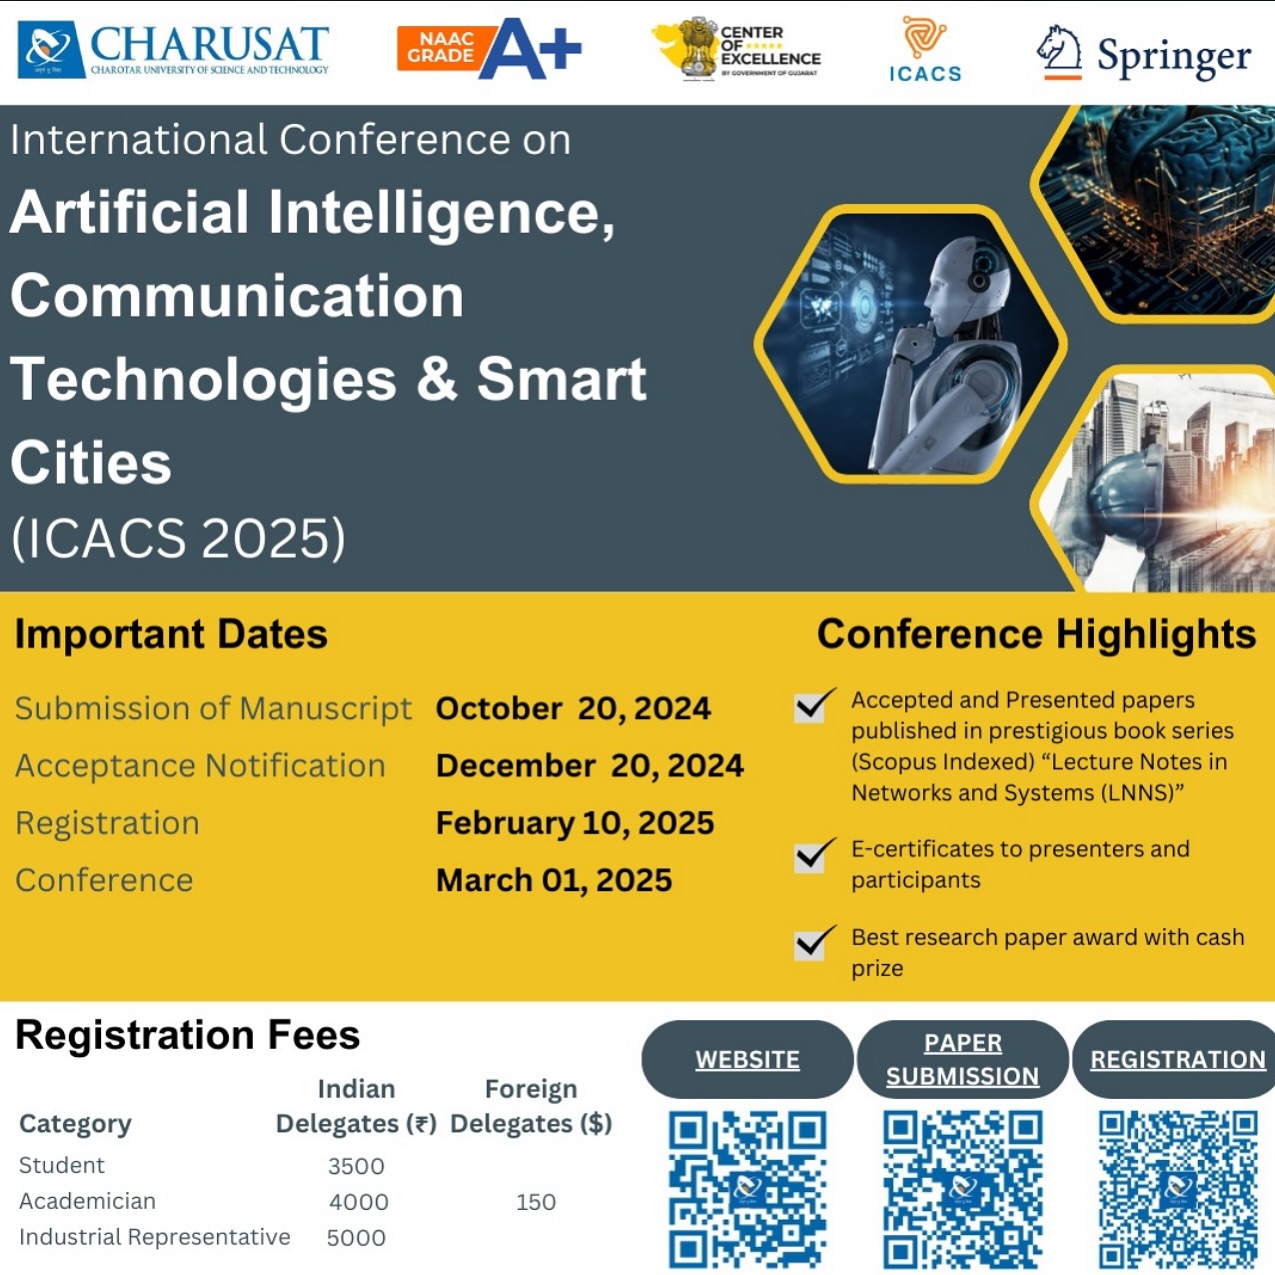 CHARUSAT
CHAROTAR UNIVERSITY OF SCIENCE AND TECHNOLOGY
NAAC
GRADE
A+
CENTER
OF
EXCELLENCE
BY GOVERNMENT OF GUJARAT
ICACS
Springer
International Conference on
Artificial Intelligence,
Communication
Technologies & Smart
Cities
(ICACS 2025)
Important Dates
Submission of Manuscript October 20, 2024
Acceptance Notification December 20, 2024
Registration February 10, 2025
Conference March 01, 2025
Conference Highlights
Accepted and Presented papers
published in prestigious book series
(Scopus Indexed) “Lecture Notes in
Networks and Systems (LNNS)”
E-certificates to presenters and
participants
Best research paper award with cash
prize
Registration Fees
Category Indian Delegates (₹) Foreign Delegates ($)
Student 3500
Academician 4000 150
Industrial Representative 5000
WEBSITE
PAPER
SUBMISSION
REGISTRATION